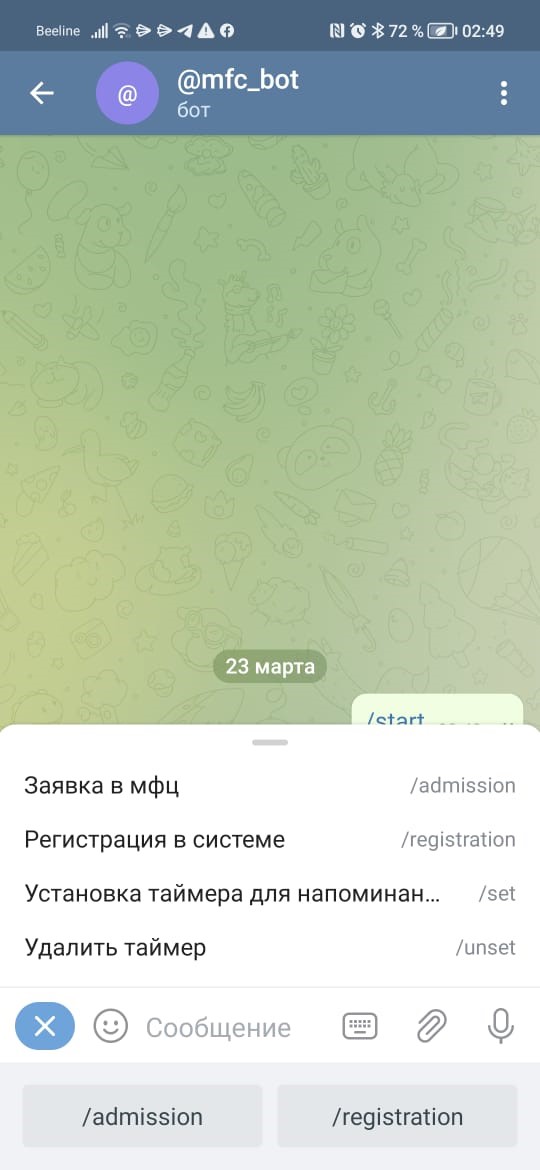 Beeline 72 % 02:49
@ @mfc_bot
бот
23 марта
/start
Заявка в мфц /admission
Регистрация в системе /registration
Установка таймера для напоминан... /set
Удалить таймер /unset
Сообщение
/admission /registration